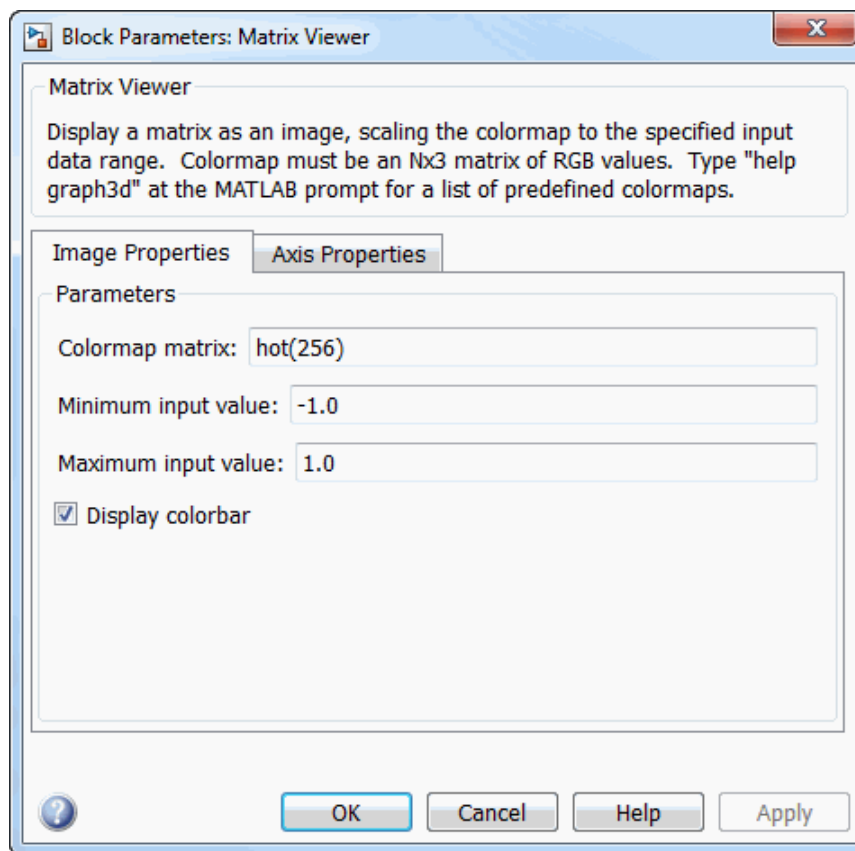 Block Parameters: Matrix Viewer
X
Matrix Viewer
Display a matrix as an image, scaling the colormap to the specified input
data range. Colormap must be an Nx3 matrix of RGB values. Type "help
graph3d" at the MATLAB prompt for a list of predefined colormaps.
Image Properties Axis Properties
Parameters
Colormap matrix: hot(256)
Minimum input value: -1.0
Maximum input value: 1.0
Display colorbar
? OK Cancel Help Apply